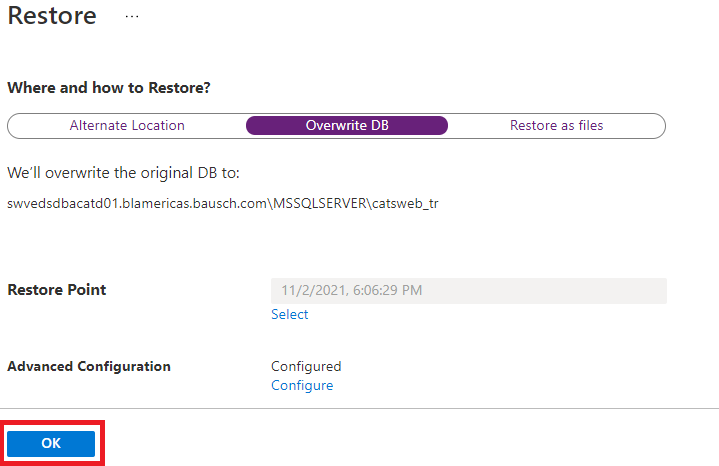 Restore ...
Where and how to Restore?
Alternate Location Overwrite DB Restore as files
We'll overwrite the original DB to:
swvedsdbacatd01.blamericas.bausch.com\MSSQLSERVER\catsweb_tr
Restore Point 11/2/2021, 6:06:29 PM
Select
Advanced Configuration Configured
Configure
OK